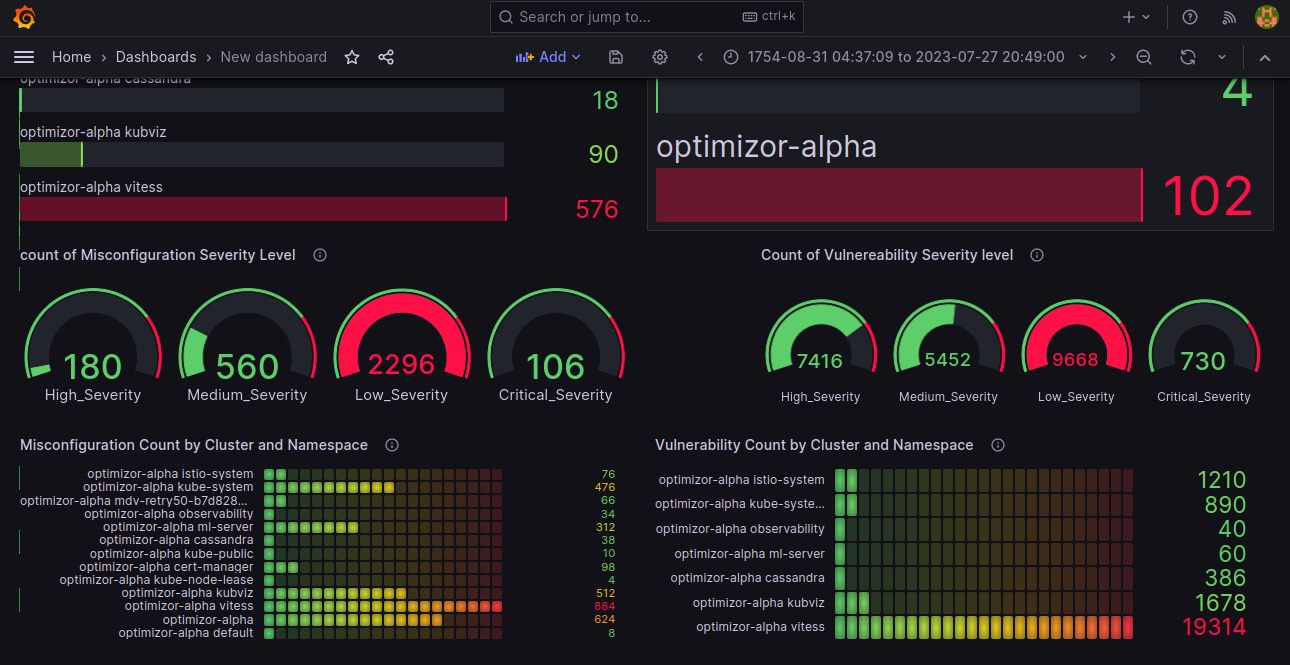 Search or jump to... ctrl+k
Home › Dashboards › New dashboard Add 1754-08-31 04:37:09 to 2023-07-27 20:49:00
optimizor-alpha cassandra
18
optimizor-alpha kubviz
90
optimizor-alpha vitess
576
4
optimizor-alpha
102
count of Misconfiguration Severity Level
180
High_Severity
560
Medium_Severity
2296
Low_Severity
106
Critical_Severity
Count of Vulnereability Severity level
7416
High_Severity
5452
Medium_Severity
9668
Low_Severity
730
Critical_Severity
Misconfiguration Count by Cluster and Namespace
optimizor-alpha istio-system 76
optimizor-alpha kube-system 476
optimizor-alpha mdv-retry50-b7d828... 66
optimizor-alpha observability 34
optimizor-alpha ml-server 312
optimizor-alpha cassandra 38
optimizor-alpha kube-public 10
optimizor-alpha cert-manager 98
optimizor-alpha kube-node-lease 4
optimizor-alpha kubviz 512
optimizor-alpha vitess 884
optimizor-alpha 624
optimizor-alpha default 8
Vulnerability Count by Cluster and Namespace
optimizor-alpha istio-system 1210
optimizor-alpha kube-syste... 890
optimizor-alpha observability 40
optimizor-alpha ml-server 60
optimizor-alpha cassandra 386
optimizor-alpha kubviz 1678
optimizor-alpha vitess 19314